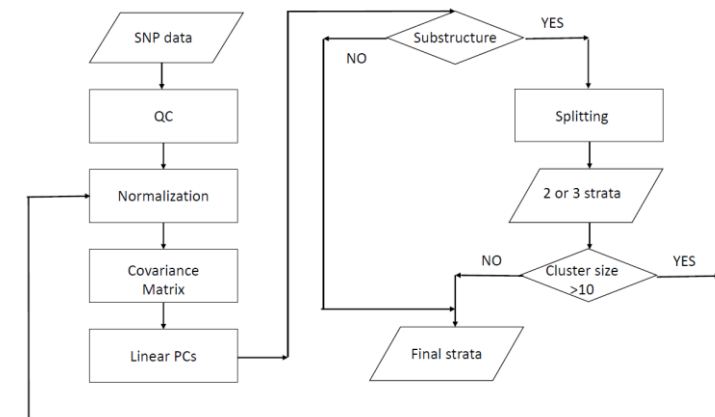 SNP data
QC
Normalization
Covariance
Matrix
Linear PCs
Substructure
YES
NO
Splitting
2 or 3 strata
Cluster size
>10
NO
YES
Final strata